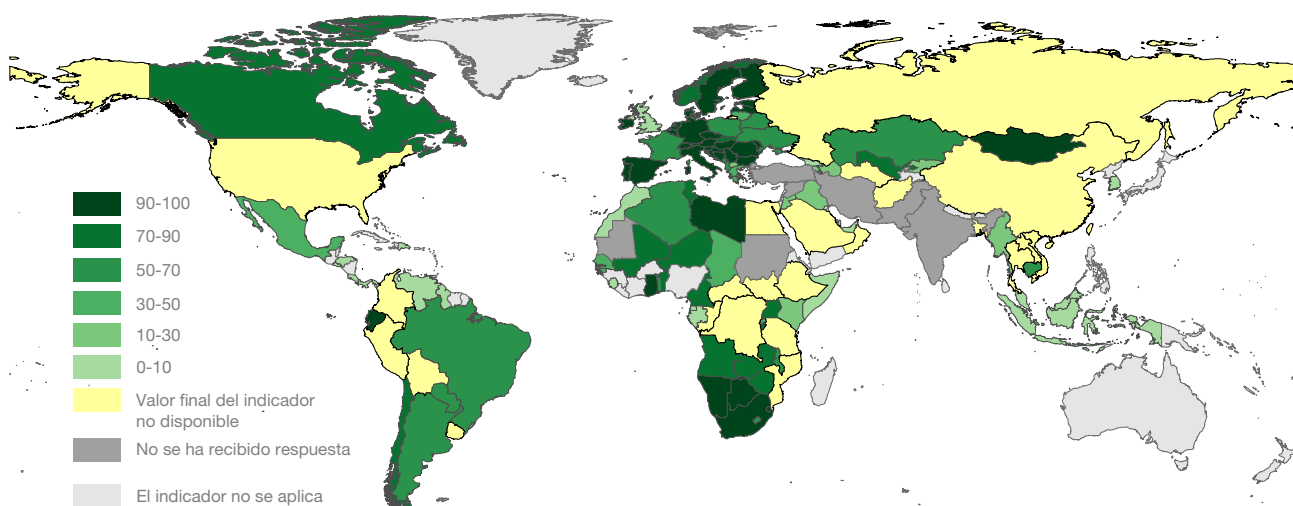 90-100
70-90
50-70
30-50
10-30
0-10
Valor final del indicador
no disponible
No se ha recibido respuesta
El indicador no se aplica